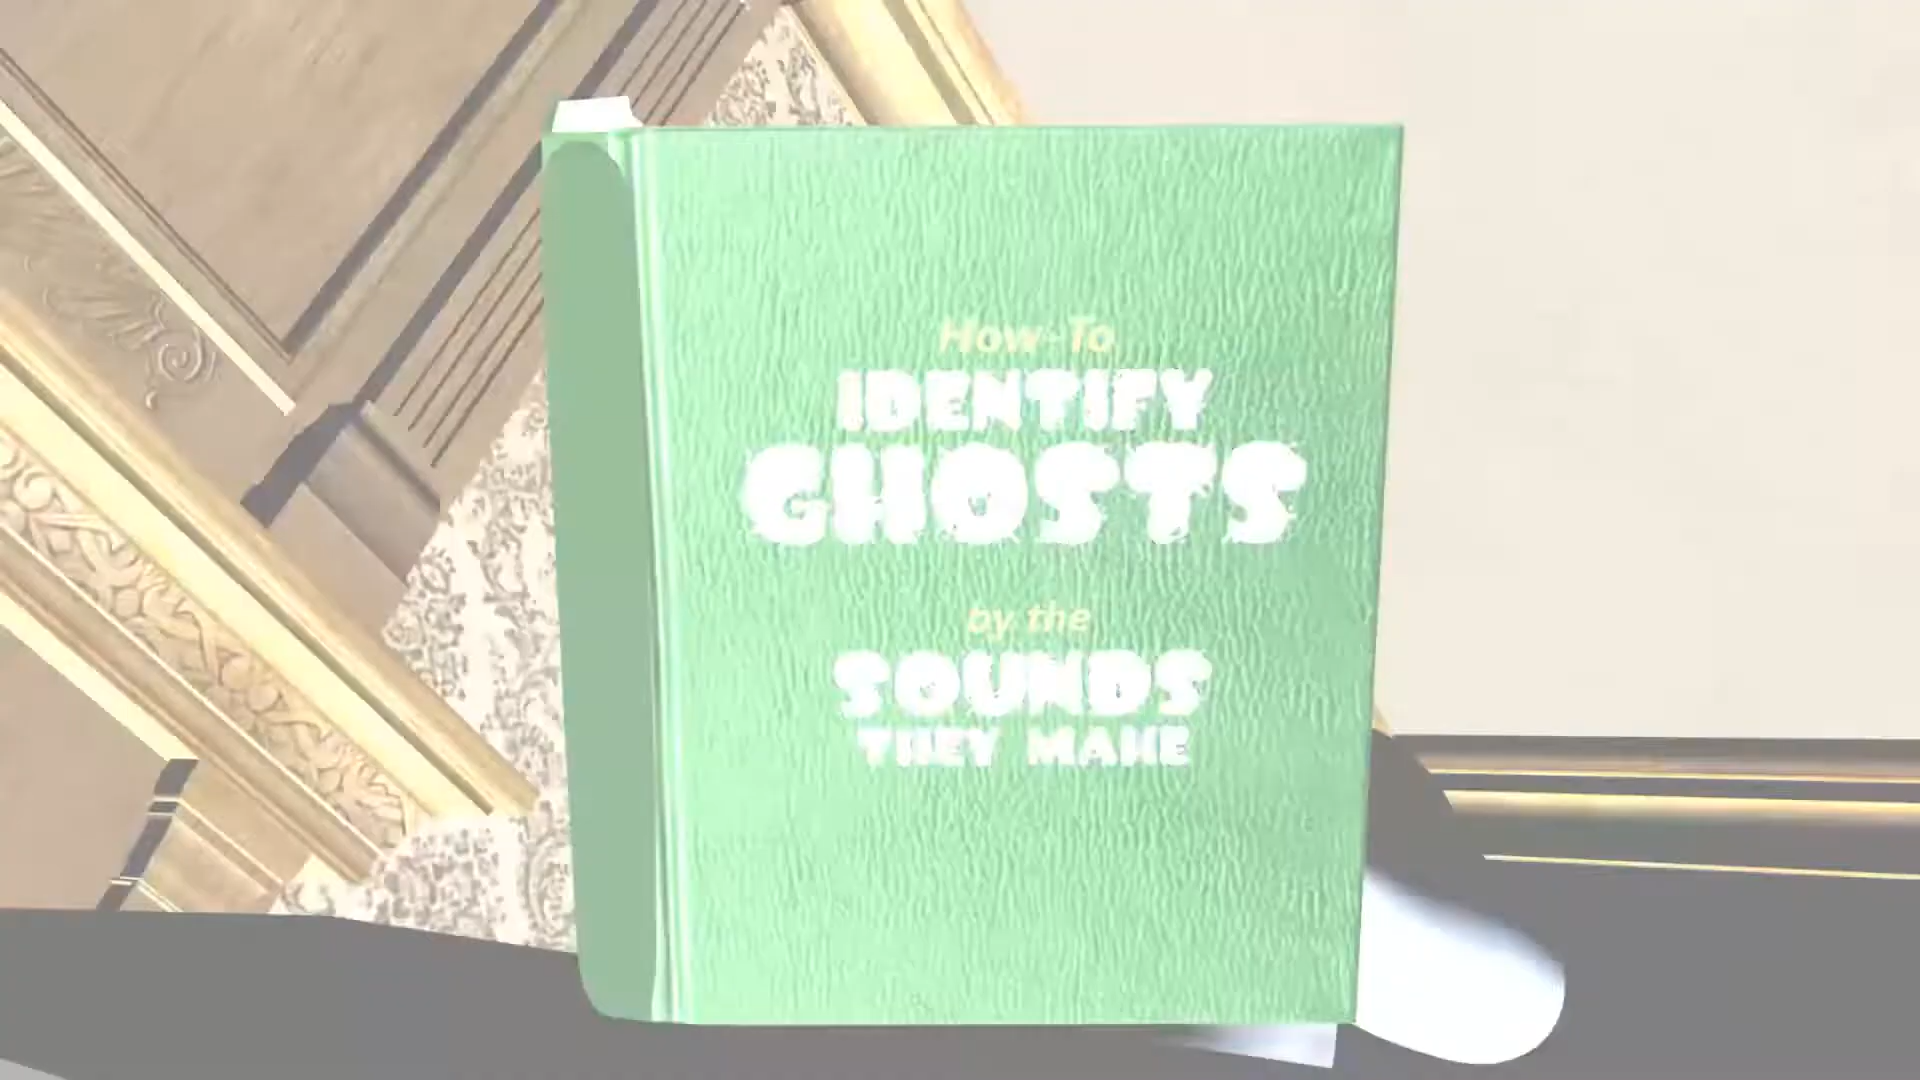 How-To
IDENTIFY
GHOSTS
by the
SOUNDS
THEY MAKE